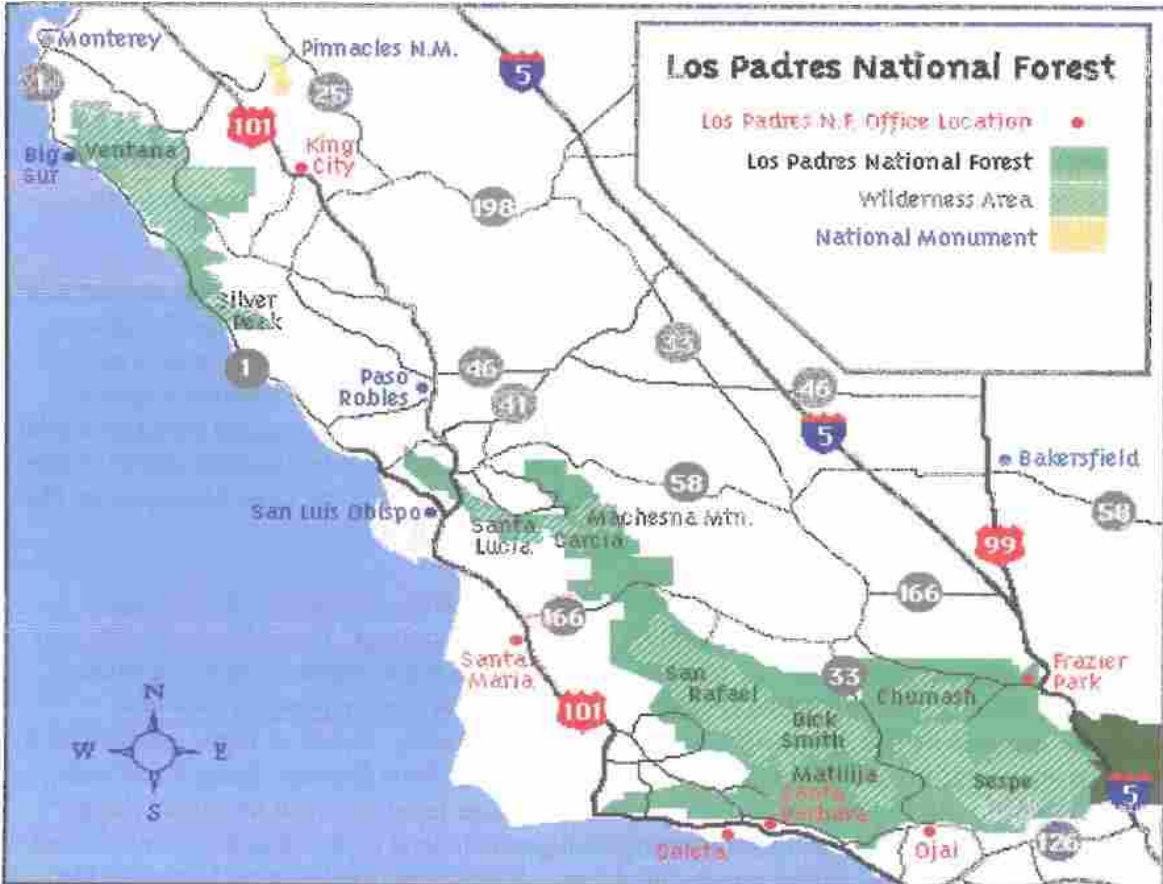 Monterey
Pinnacles N.M.
1
25
5
101
Los Padres National Forest
Los Padres N.F. Office Location
Los Padres National Forest
Wilderness Area
National Monument
Big
Sur
Ventana
King
City
198
Silver
Peak
1
33
46
46
Paso
Robles
41
5
Bakersfield
58
58
San Luis Obispo
Santa
Lucia
Garcia
Machesna Mtn.
99
166
166
Santa
Maria
San
Rafael
33
Chumash
Frazier
Park
101
Dick
Smith
Matilija
Sespe
Santa
Barbara
Goleta
Ojai
126
5
N
W
E
S